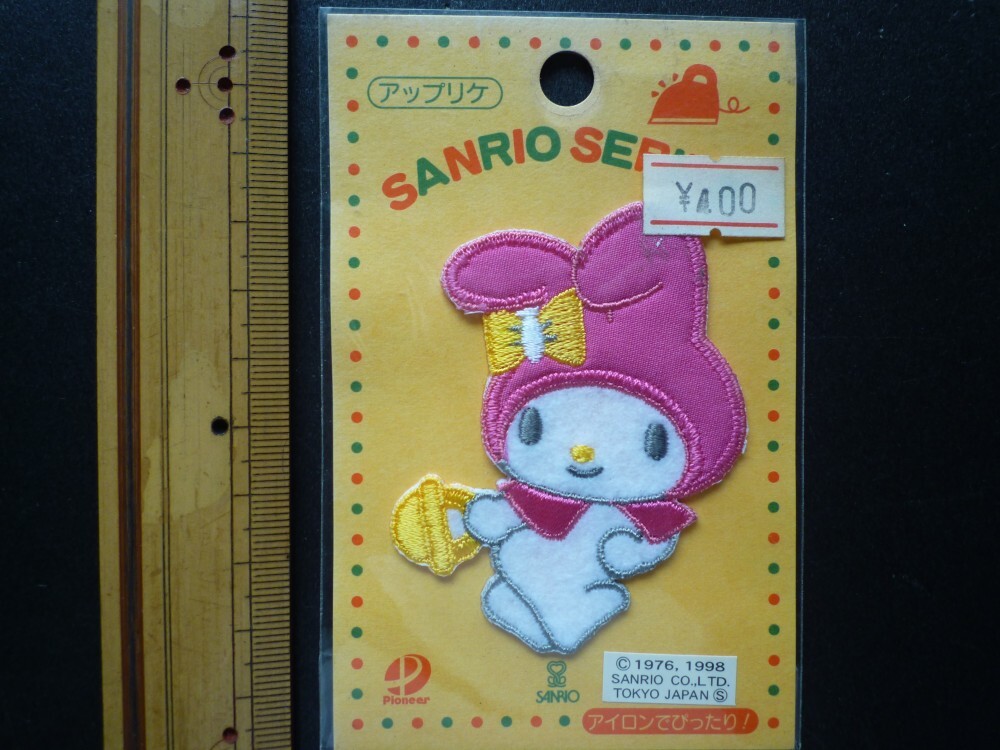 アップリケ
SANRIO SER
¥400
Pioneer
SANRIO
© 1976, 1998
SANRIO CO.,LTD.
TOKYO JAPAN Ⓢ
アイロンでぴったり!